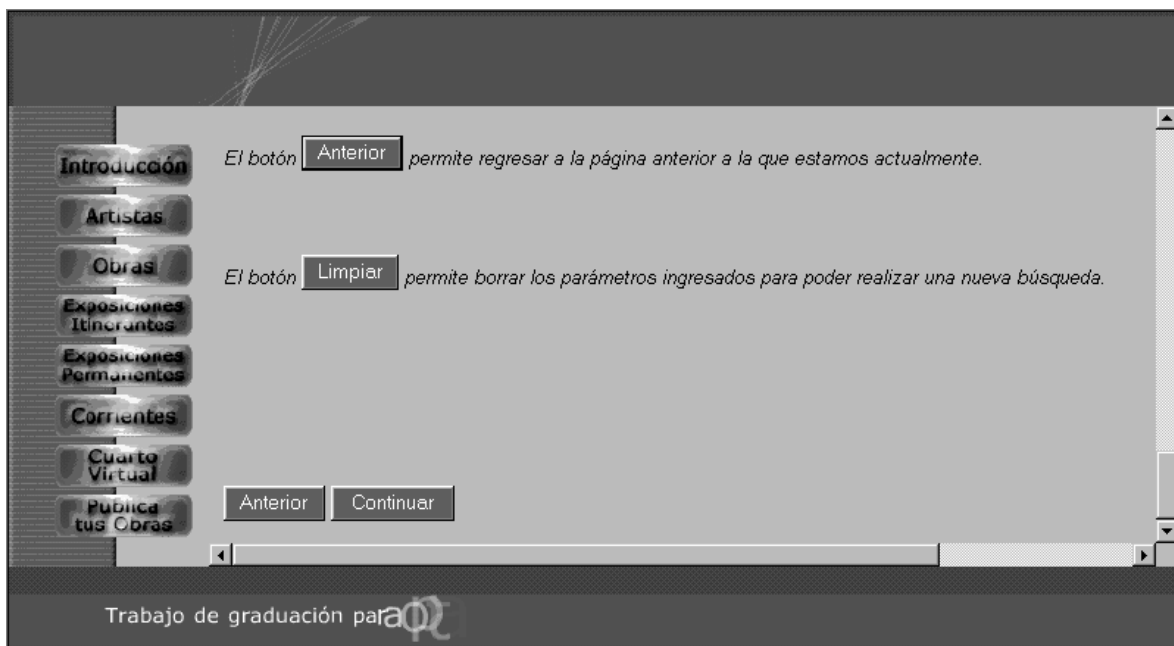 Introducción
Artistas
Obras
Exposiciones
Itinerantes
Exposiciones
Permanentes
Corrientes
Cuarto
Virtual
Publica
tus Obras
El botón Anterior permite regresar a la página anterior a la que estamos actualmente.
El botón Limpiar permite borrar los parámetros ingresados para poder realizar una nueva búsqueda.
Anterior Continuar
Trabajo de graduación para